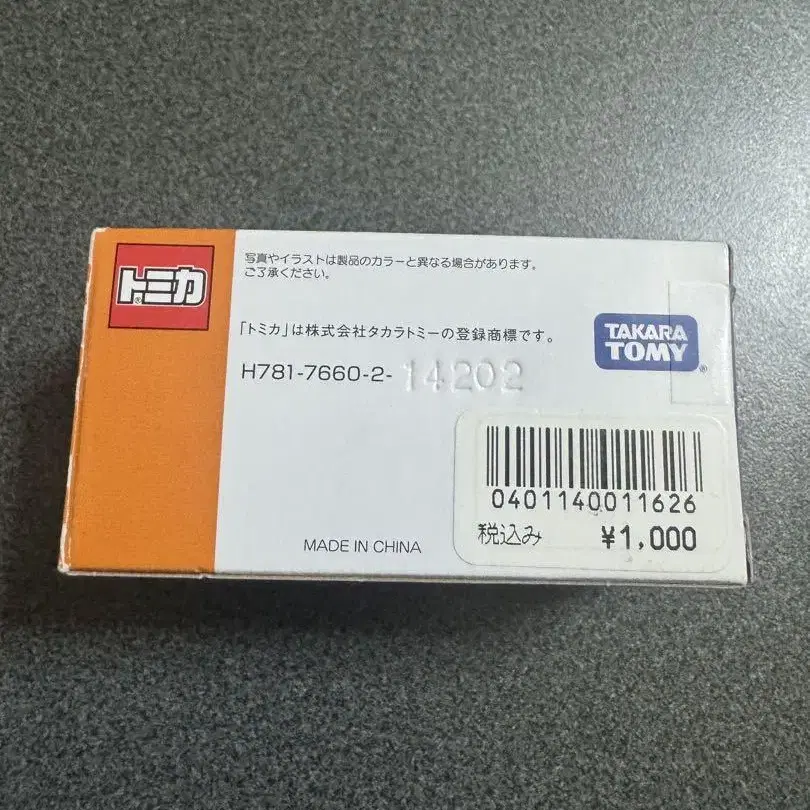 トミカ
®
写真やイラストは製品のカラーと異なる場合があります。
ご了承ください。
「トミカ」は株式会社タカラトミーの登録商標です。
TAKARA
TOMY
®
H781-7660-2-14202
0401140011626
税込み ¥1,000
MADE IN CHINA